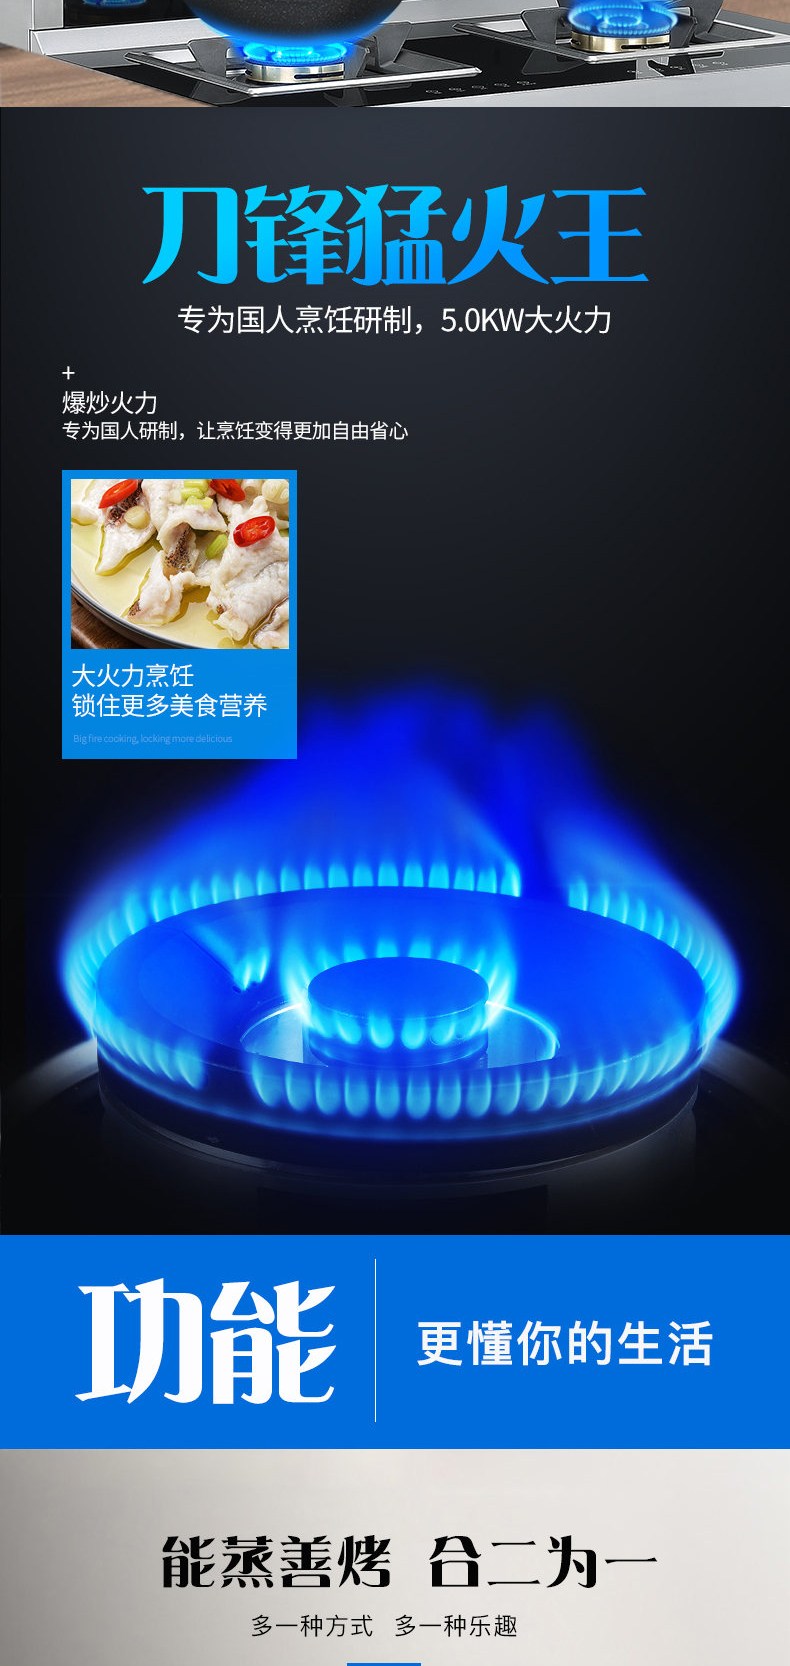 刀锋猛火王
专为国人烹饪研制，5.0KW大火力
+
爆炒火力
专为国人研制，让烹饪变得更加自由省心
大火力烹饪
锁住更多美食营养
Big fire cooking, locking more delicious
功能
更懂你的生活
能蒸善烤 合二为一
多一种方式 多一种乐趣